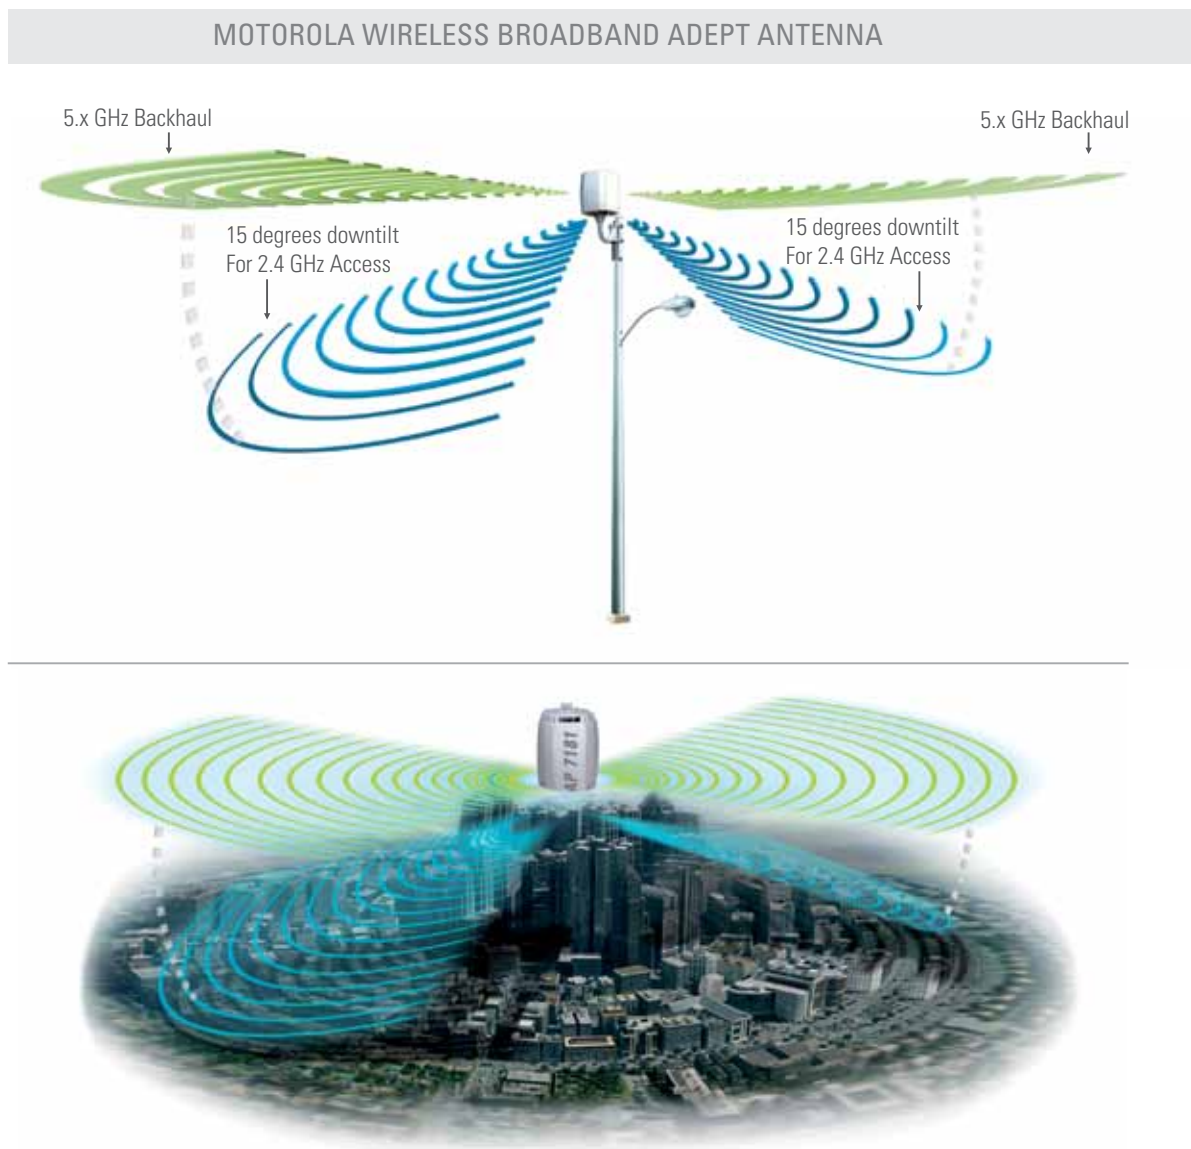 MOTOROLA WIRELESS BROADBAND ADEPT ANTENNA
5.x GHz Backhaul
5.x GHz Backhaul
15 degrees downtilt
For 2.4 GHz Access
15 degrees downtilt
For 2.4 GHz Access
AP 7181